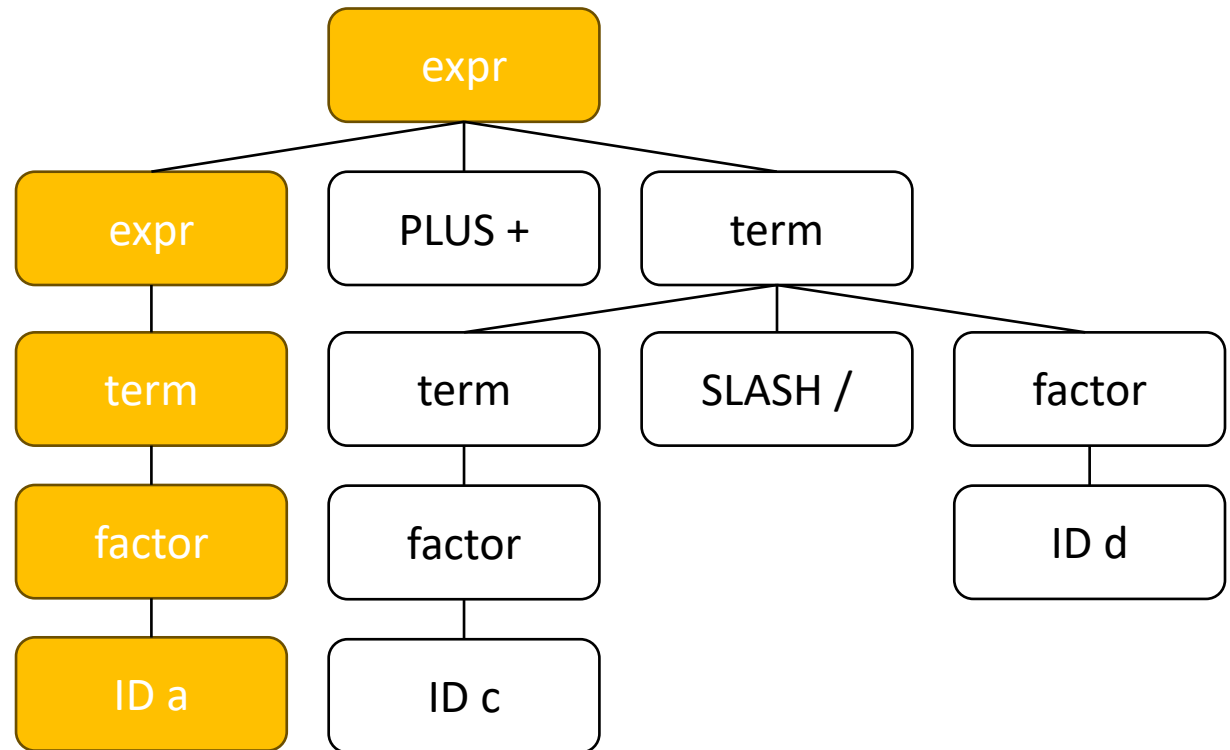 expr
expr
PLUS +
term
term
term
SLASH /
factor
factor
factor
ID d
ID a
ID c